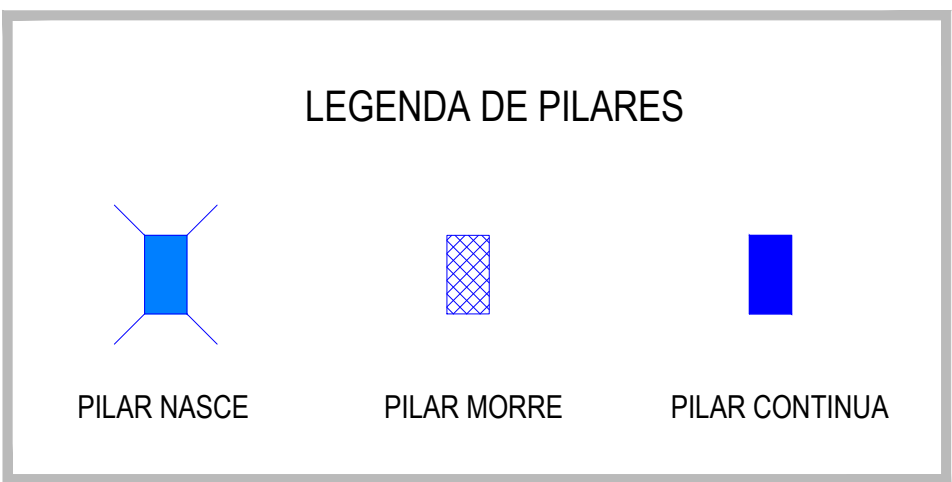 LEGENDA DE PILARES
PILAR NASCE PILAR MORRE PILAR CONTINUA